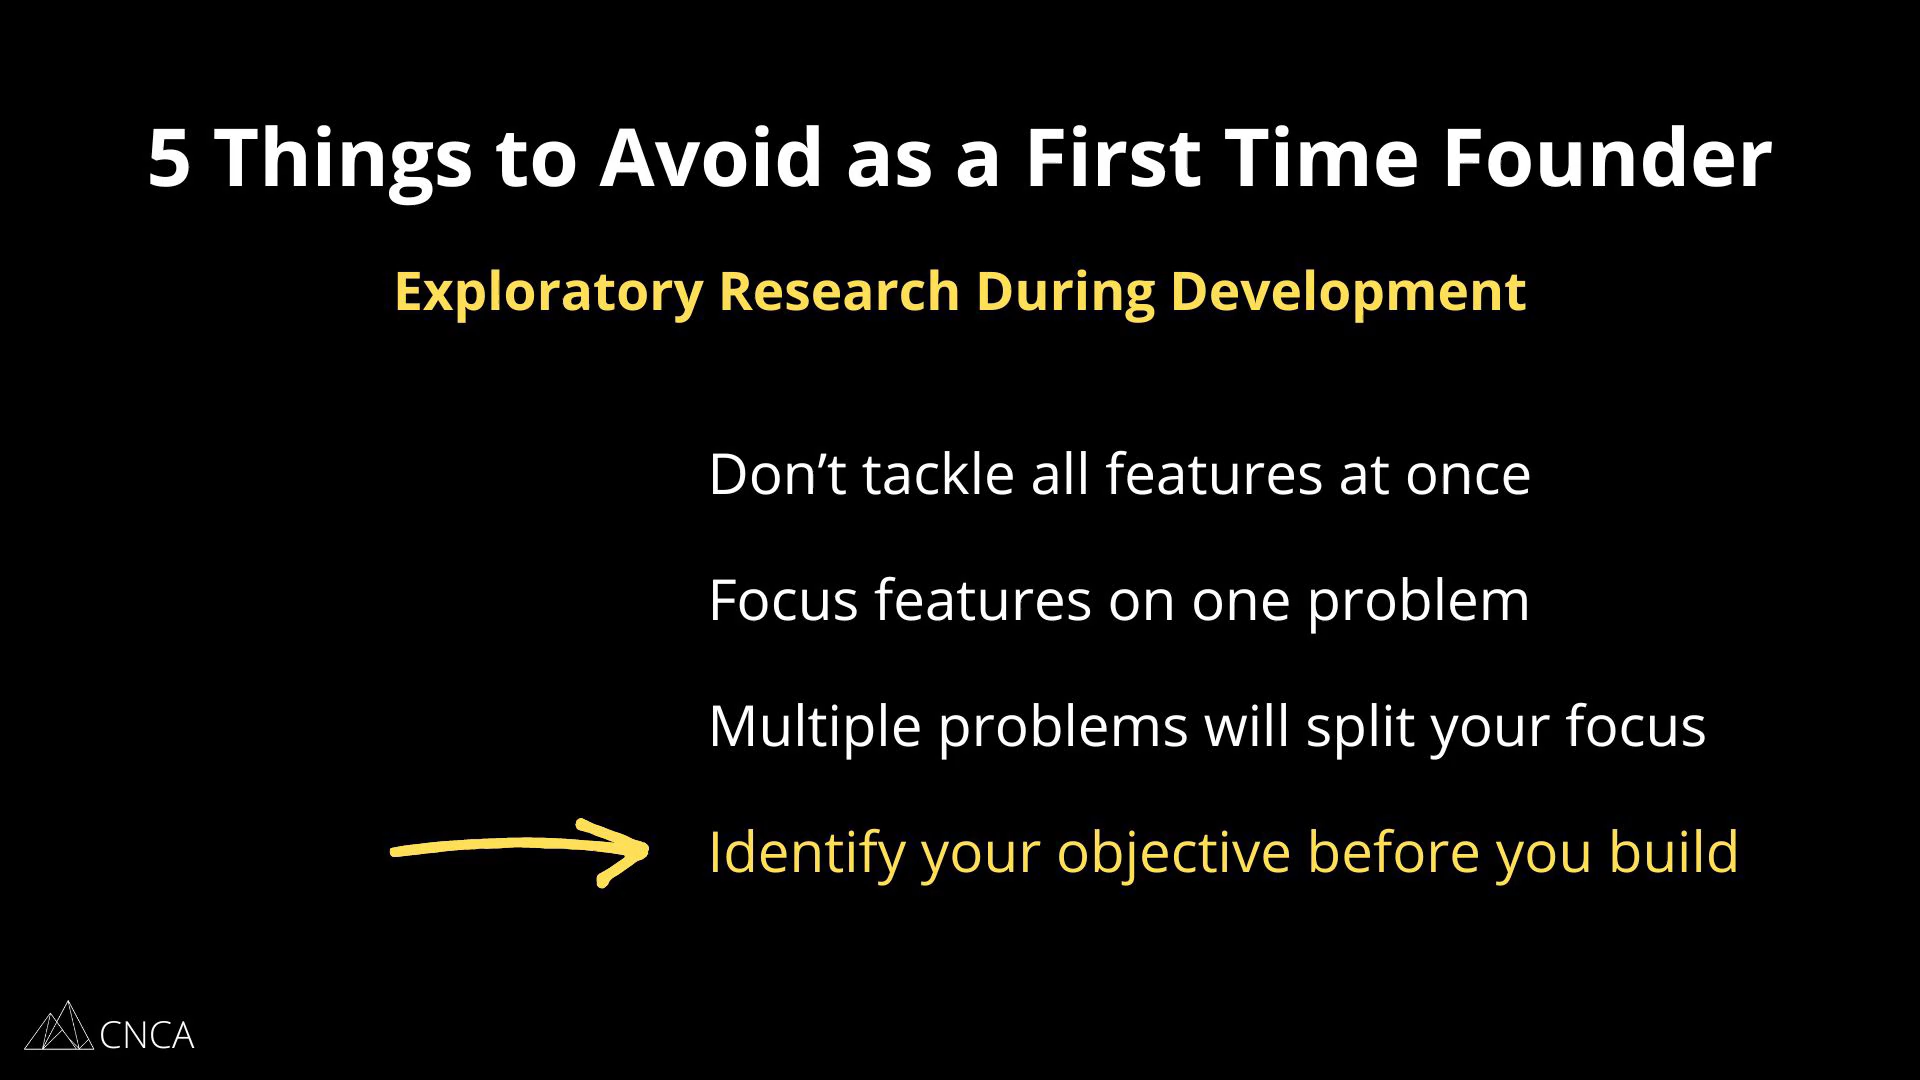 5 Things to Avoid as a First Time Founder
Exploratory Research During Development
Don’t tackle all features at once
Focus features on one problem
Multiple problems will split your focus
Identify your objective before you build
CNCA